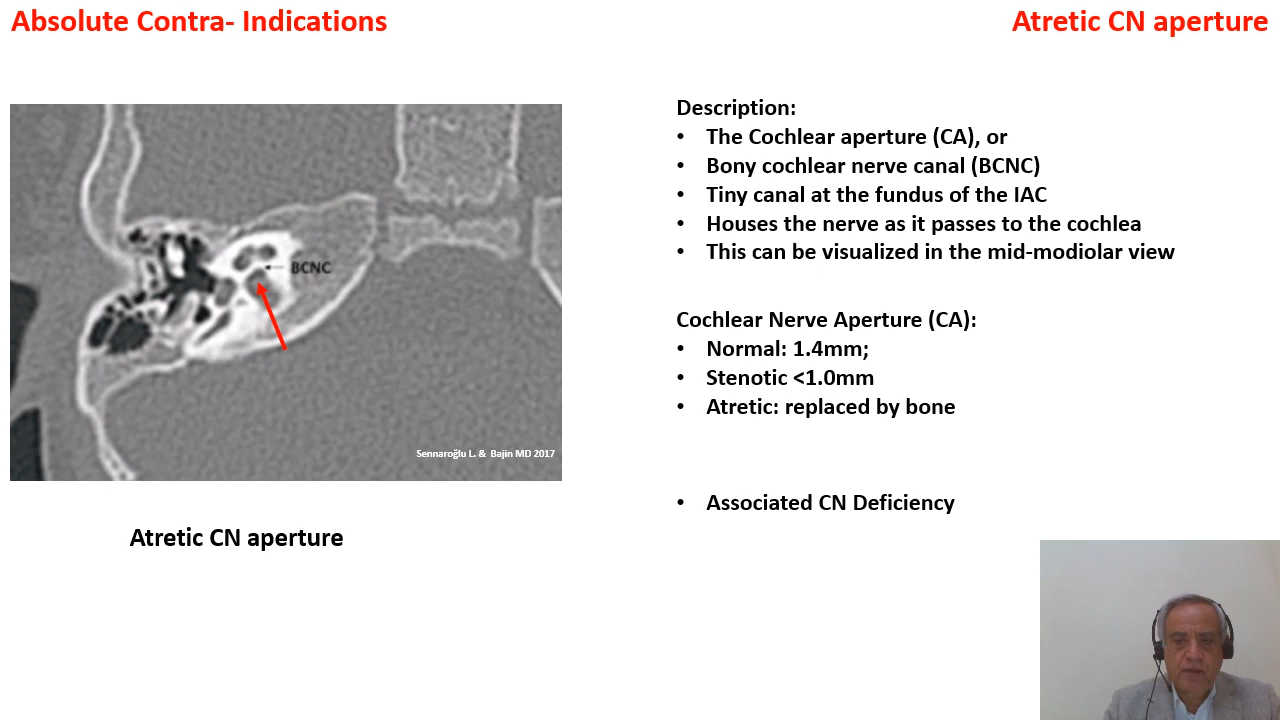 Absolute Contra- Indications
Atretic CN aperture
BCNC
Sennaroğlu L. & Bajin MD 2017
Atretic CN aperture
Description:
• The Cochlear aperture (CA), or
• Bony cochlear nerve canal (BCNC)
• Tiny canal at the fundus of the IAC
• Houses the nerve as it passes to the cochlea
• This can be visualized in the mid-modiolar view
Cochlear Nerve Aperture (CA):
• Normal: 1.4mm;
• Stenotic <1.0mm
• Atretic: replaced by bone
• Associated CN Deficiency